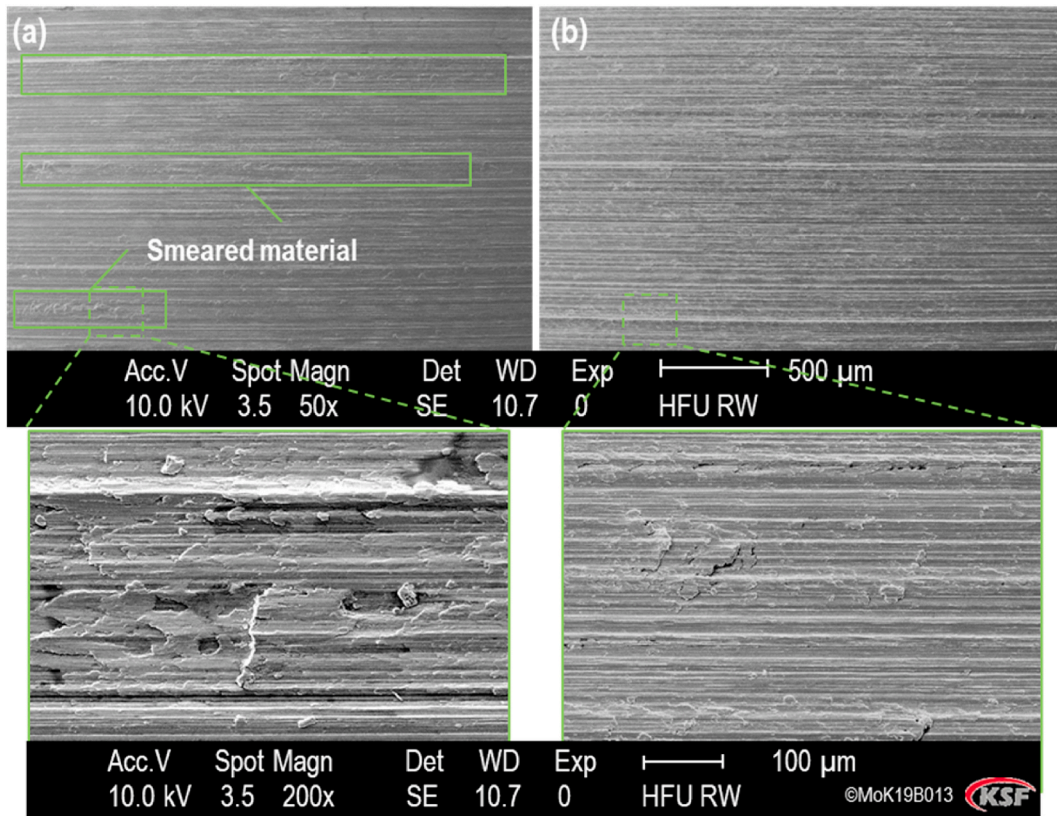 (a)
(b)
Smeared material
Acc.V Spot Magn Det WD Exp 500 µm
10.0 kV 3.5 50x SE 10.7 0 HFU RW
Acc.V Spot Magn Det WD Exp 100 µm
10.0 kV 3.5 200x SE 10.7 0 HFU RW ©MoK19B013 KSF